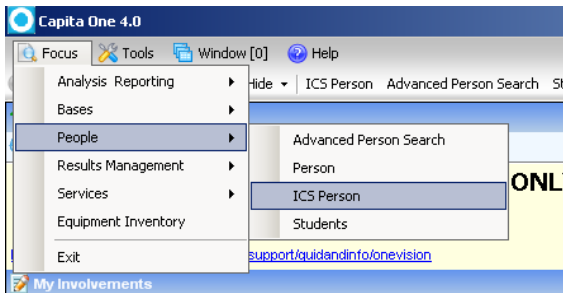 Capita One 4.0
Focus Tools Window [0] Help
Analysis Reporting Hide ICS Person Advanced Person Search
Bases
People Advanced Person Search
Results Management Person
ONL
Services ICS Person
Equipment Inventory Students
Exit support/guidandinfo/onevision
My Involvements